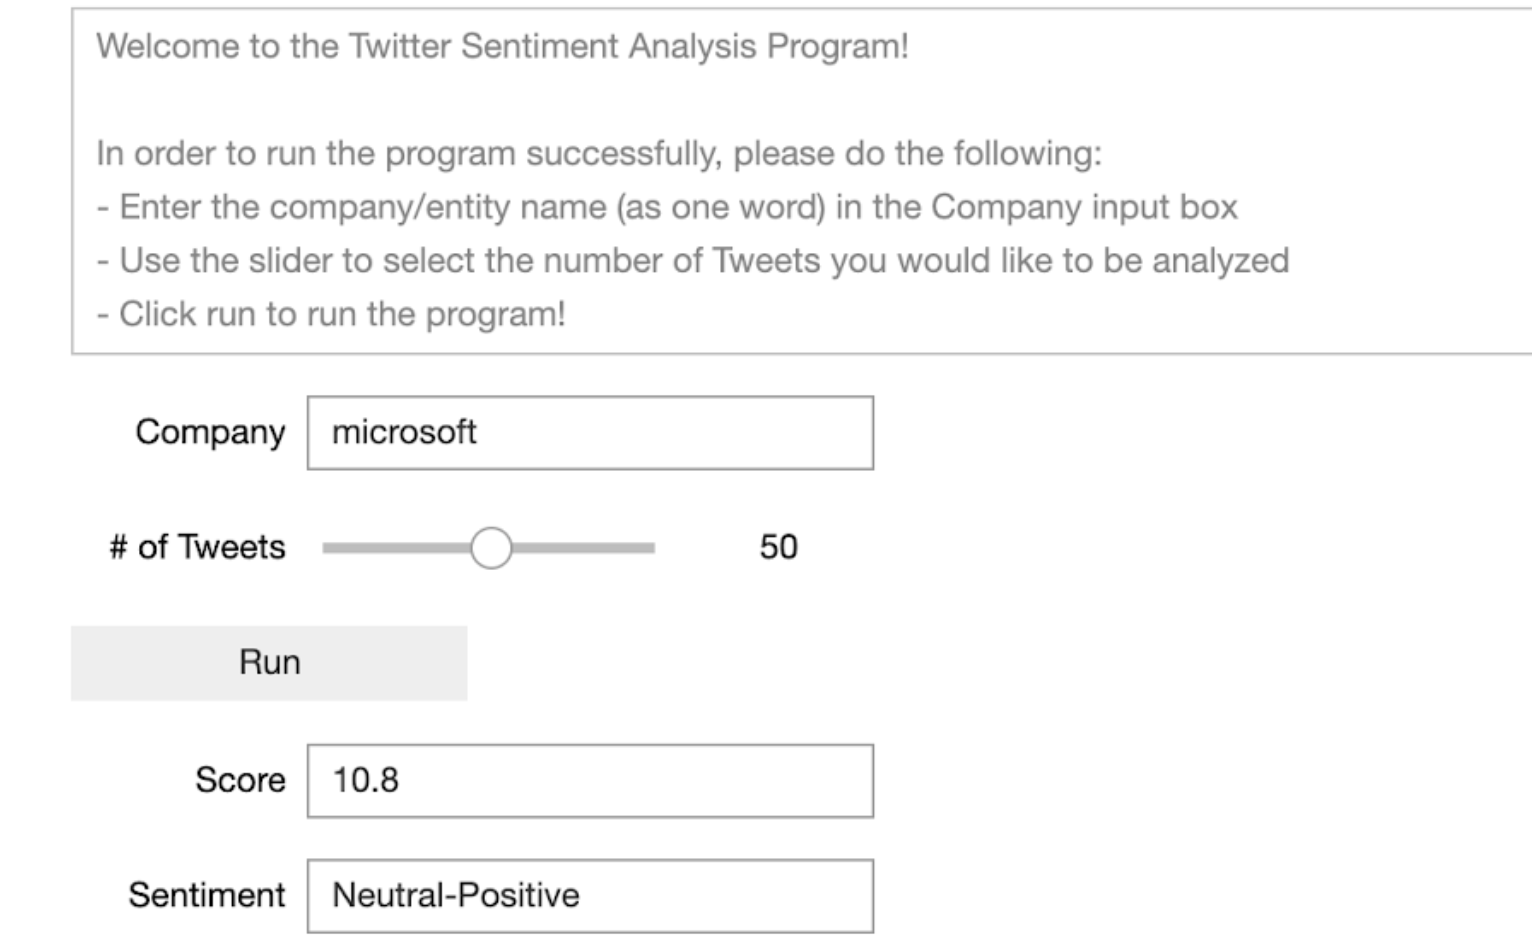 Welcome to the Twitter Sentiment Analysis Program!
In order to run the program successfully, please do the following:
- Enter the company/entity name (as one word) in the Company input box
- Use the slider to select the number of Tweets you would like to be analyzed
- Click run to run the program!
Company microsoft
# of Tweets 50
Run
Score 10.8
Sentiment Neutral-Positive